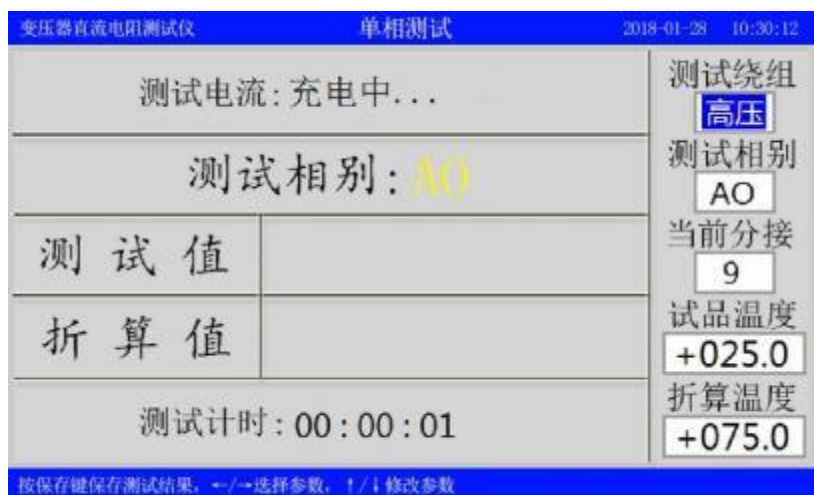 变压器直流电阻测试仪 单相测试 2018-01-28 10:30:12
测试电流:充电中...
测试相别:AO
测试值
折算值
测试计时:00:00:01
测试绕组
高压
测试相别
AO
当前分接
9
试品温度
+025.0
折算温度
+075.0
按保存键保存测试结果，←/→选择参数，↑/↓修改参数